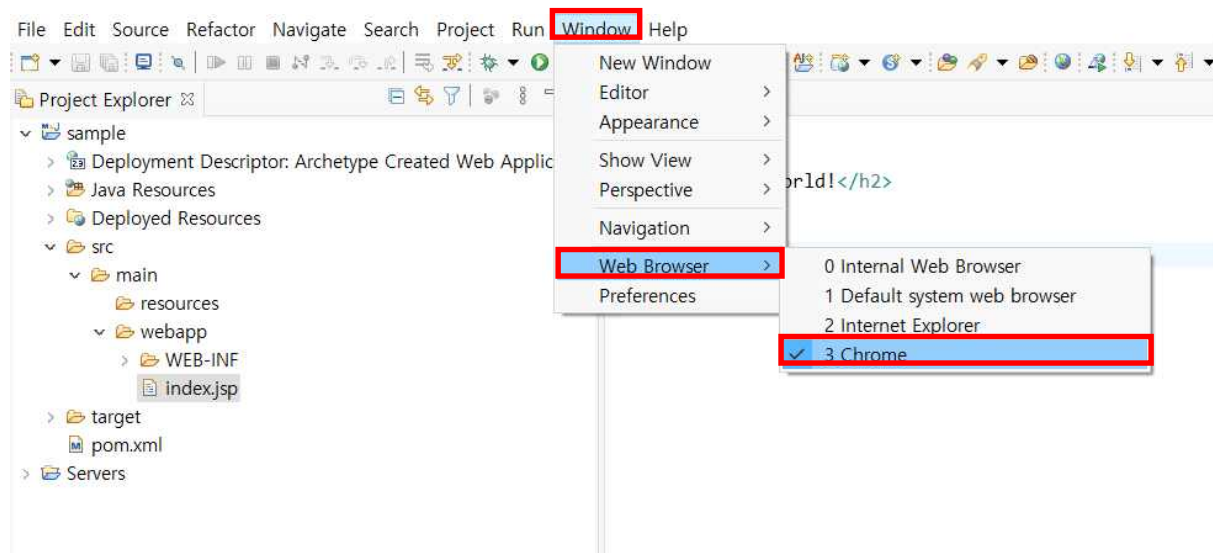 File Edit Source Refactor Navigate Search Project Run Window Help
Project Explorer
sample
Deployment Descriptor: Archetype Created Web Applic
Java Resources
Deployed Resources
src
main
resources
webapp
WEB-INF
index.jsp
target
pom.xml
Servers
New Window
Editor
Appearance
Show View
Perspective
Navigation
Web Browser
Preferences
orld!</h2>
0 Internal Web Browser
1 Default system web browser
2 Internet Explorer
3 Chrome